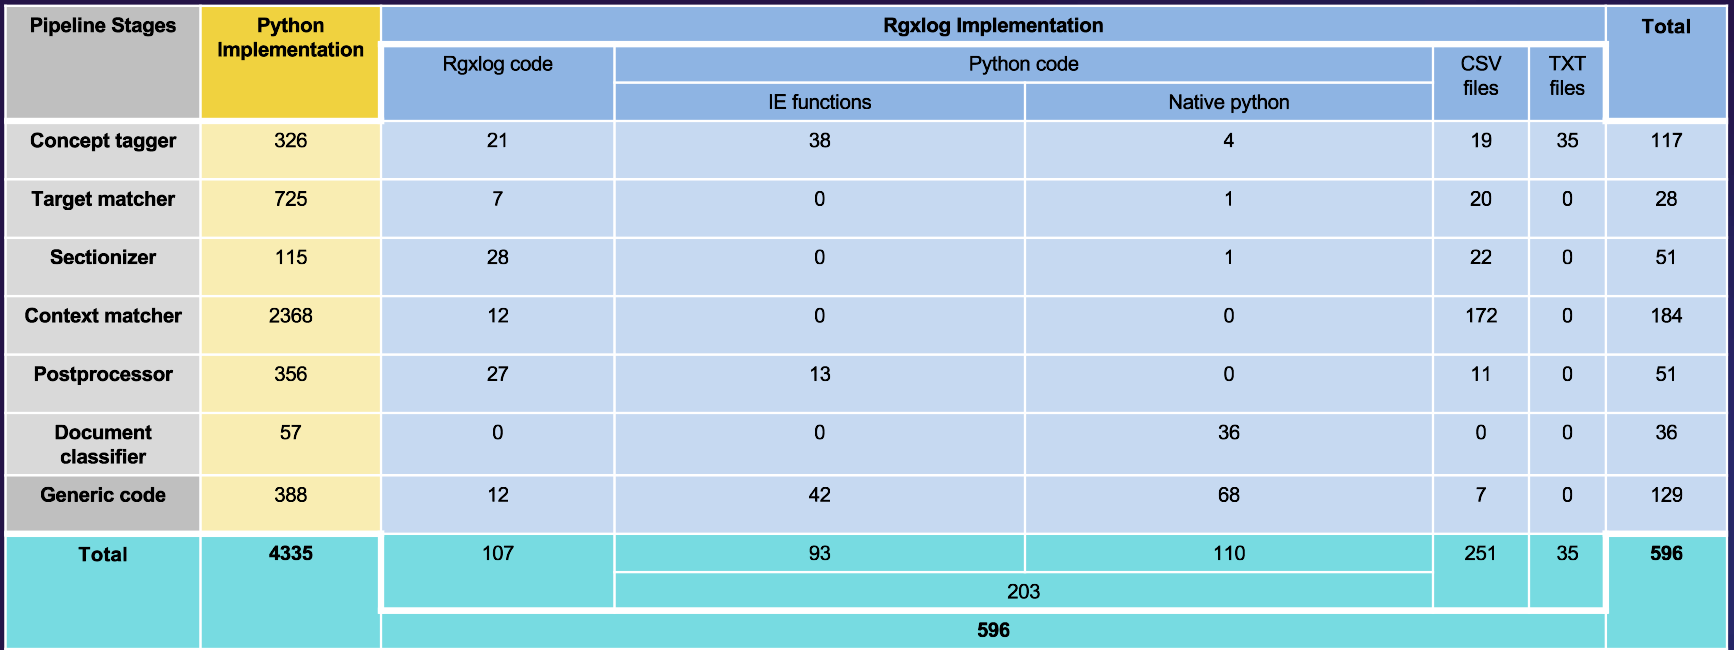 Pipeline Stages Python Implementation Rgxlog Implementation Total
Rgxlog code Python code CSV files TXT files
IE functions Native python
Concept tagger 326 21 38 4 19 35 117
Target matcher 725 7 0 1 20 0 28
Sectionizer 115 28 0 1 22 0 51
Context matcher 2368 12 0 0 172 0 184
Postprocessor 356 27 13 0 11 0 51
Document classifier 57 0 0 36 0 0 36
Generic code 388 12 42 68 7 0 129
Total 4335 107 93 110 251 35 596
203
596